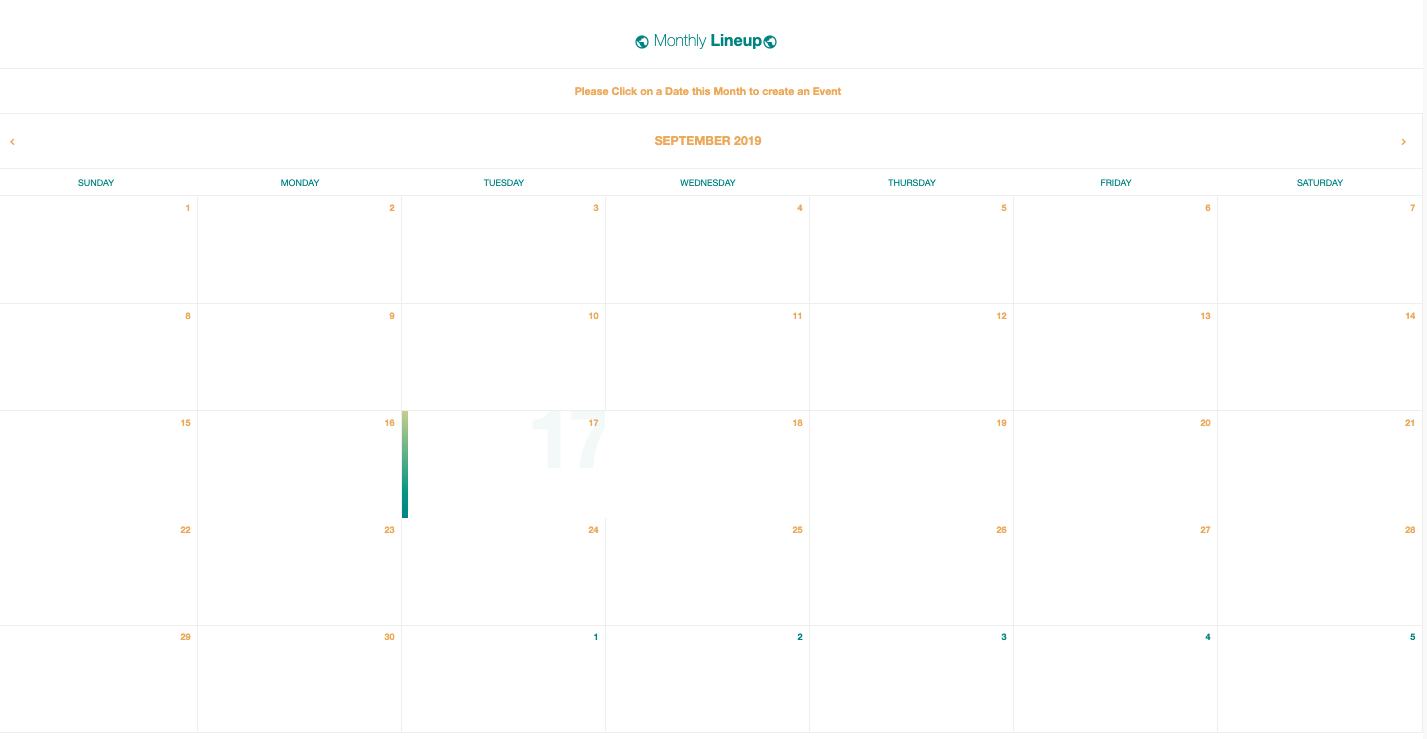 Monthly Lineup
Please Click on a Date this Month to create an Event
‹ SEPTEMBER 2019 ›
SUNDAY MONDAY TUESDAY WEDNESDAY THURSDAY FRIDAY SATURDAY
1 2 3 4 5 6 7
8 9 10 11 12 13 14
15 16 17 17 18 19 20 21
22 23 24 25 26 27 28
29 30 1 2 3 4 5